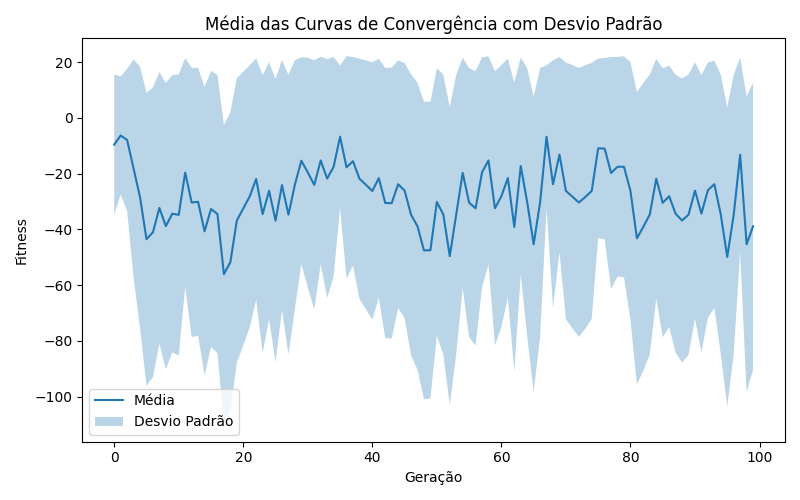 Média das Curvas de Convergência com Desvio Padrão
20
0
−20
−40
−60
−80
−100
Fitness
Média
Desvio Padrão
0 20 40 60 80 100
Geração